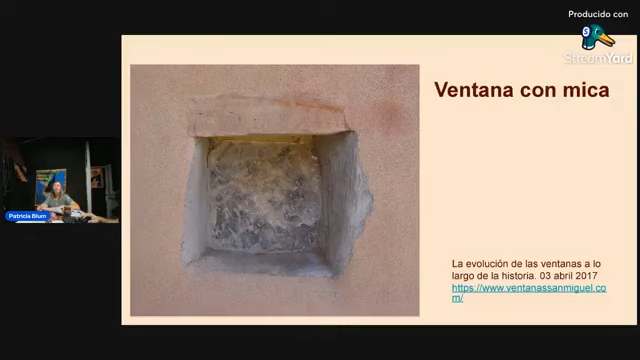 Producido con
StreamYard
Ventana con mica
Patricia Blum
La evolución de las ventanas a lo
largo de la historia. 03 abril 2017
https://www.ventanassanmiguel.co
m/